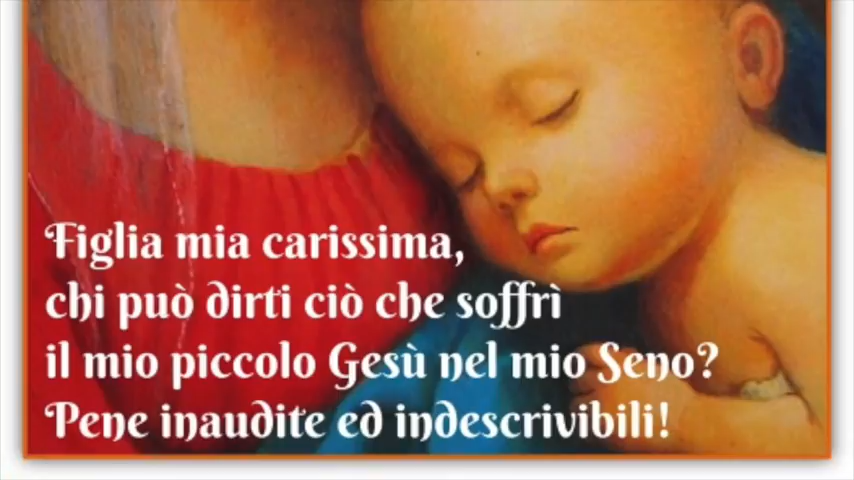 Figlia mia carissima,
chi può dirti ciò che soffrì
il mio piccolo Gesù nel mio Seno?
Pene inaudite ed indescrivibili!